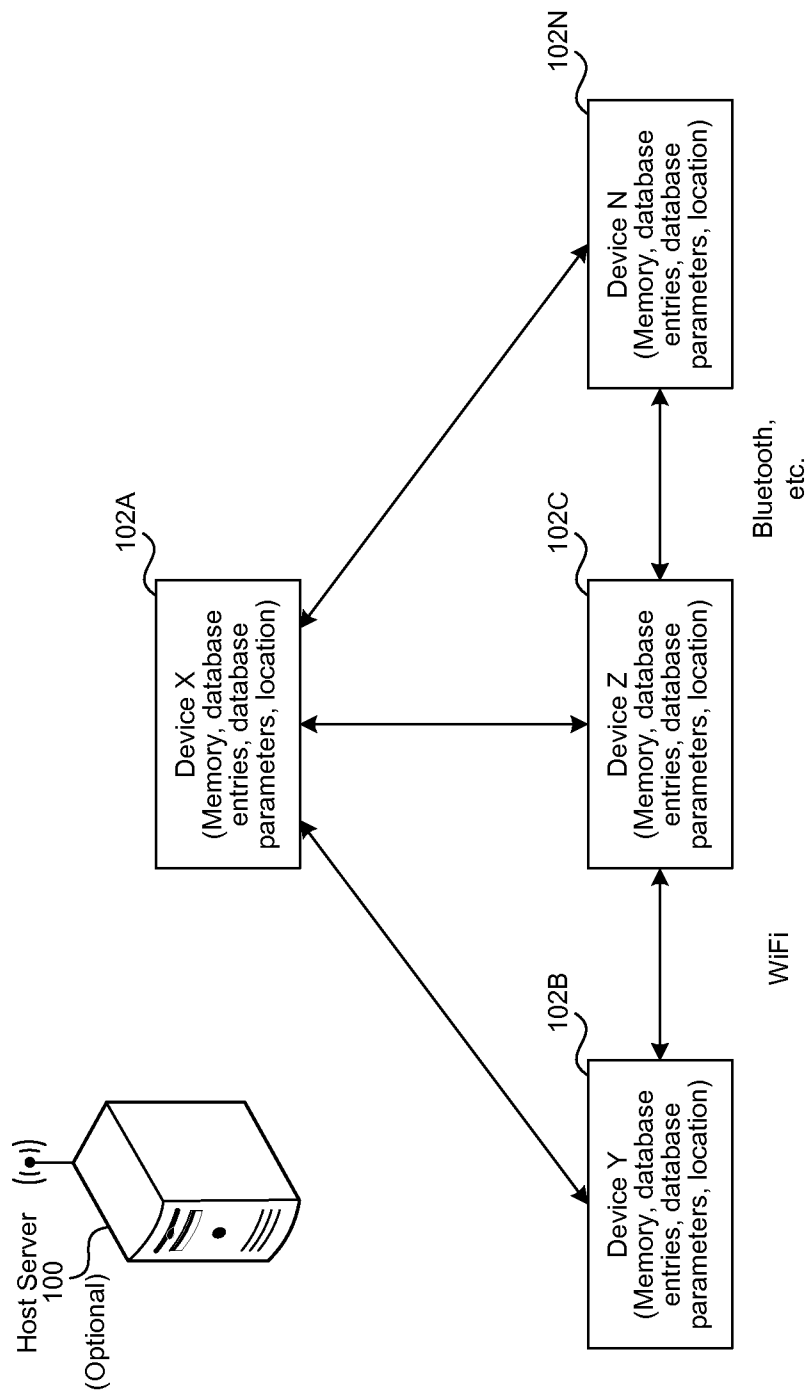 Host Server
100
(Optional)
102A
Device X
(Memory, database
entries, database
parameters, location)
102B
Device Y
(Memory, database
entries, database
parameters, location)
102C
Device Z
(Memory, database
entries, database
parameters, location)
102N
Device N
(Memory, database
entries, database
parameters, location)
WiFi
Bluetooth,
etc.